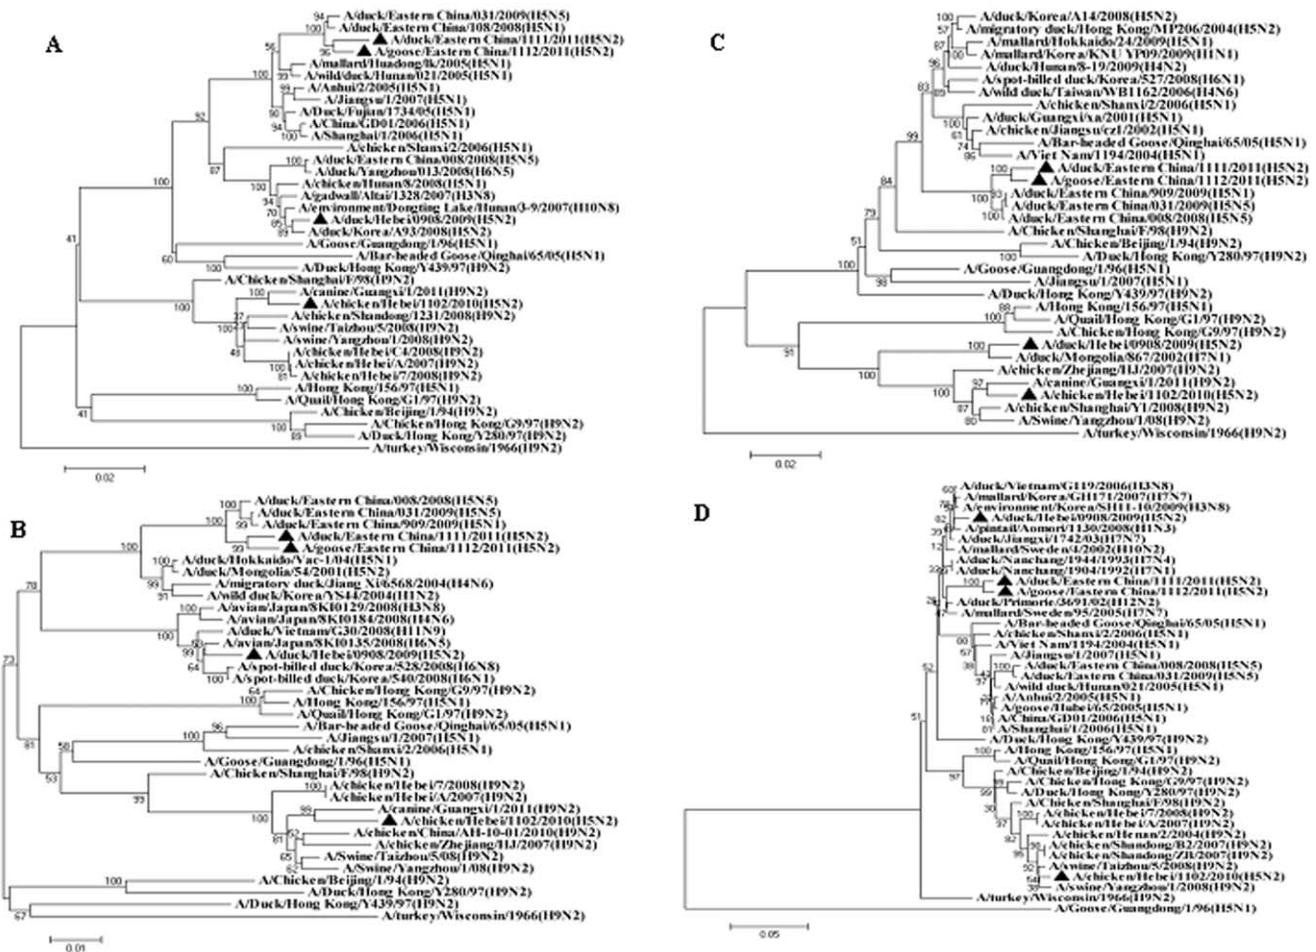 A
A/duck/Eastern China/031/2009(H5N5)
A/duck/Eastern China/108/2008(H5N1)
A/duck/Eastern China/1111/2011(H5N2)
A/goose/Eastern China/1112/2011(H5N2)
A/mallard/Huadong/lk/2005(H5N1)
A/wild/duck/Hunan/021/2005(H5N1)
A/Anhui/2/2005(H5N1)
A/Jiangsu/1/2007(H5N1)
A/Duck/Fujian/1734/05(H5N1)
A/China/GD01/2006(H5N1)
A/Shanghai/1/2006(H5N1)
A/chicken/Shanxi/2/2006(H5N1)
A/duck/Eastern China/008/2008(H5N5)
A/duck/Yangzhou/013/2008(H6N5)
A/chicken/Hunan/8/2008(H5N1)
A/gadwall/Altai/1328/2007(H3N8)
A/environment/Dongting Lake/Hunan/3-9/2007(H10N8)
A/duck/Hebei/0908/2009(H5N2)
A/duck/Korea/A93/2008(H5N2)
A/Goose/Guangdong/1/96(H5N1)
A/Bar-headed Goose/Qinghai/65/05(H5N1)
A/Duck/Hong Kong/Y439/97(H9N2)
A/Chicken/Shanghai/F/98(H9N2)
A/canine/Guangxi/1/2011(H9N2)
A/chicken/Hebei/1102/2010(H5N2)
A/chicken/Shandong/1231/2008(H9N2)
A/swine/Taizhou/5/2008(H9N2)
A/swine/Yangzhou/1/2008(H9N2)
A/chicken/Hebei/C4/2008(H9N2)
A/chicken/Hebei/A/2007(H9N2)
A/chicken/Hebei/7/2008(H9N2)
A/Hong Kong/156/97(H5N1)
A/Quail/Hong Kong/G1/97(H9N2)
A/Chicken/Beijing/1/94(H9N2)
A/Chicken/Hong Kong/G9/97(H9N2)
A/Duck/Hong Kong/Y280/97(H9N2)
A/turkey/Wisconsin/1966(H9N2)
0.02
B
A/duck/Eastern China/008/2008(H5N5)
A/duck/Eastern China/031/2009(H5N5)
A/duck/Eastern China/909/2009(H5N1)
A/duck/Eastern China/1111/2011(H5N2)
A/goose/Eastern China/1112/2011(H5N2)
A/duck/Hokkaido/Vac-1/04(H5N1)
A/duck/Mongolia/54/2001(H5N2)
A/migratory duck/Jiang Xi/6568/2004(H4N6)
A/wild duck/Korea/YS44/2004(H1N2)
A/avian/Japan/8KI0129/2008(H3N8)
A/avian/Japan/8KI0184/2008(H4N6)
A/duck/Vietnam/G30/2008(H11N9)
A/avian/Japan/8KI0135/2008(H6N5)
A/duck/Hebei/0908/2009(H5N2)
A/spot-billed duck/Korea/528/2008(H6N8)
A/spot-billed duck/Korea/540/2008(H6N1)
A/Chicken/Hong Kong/G9/97(H9N2)
A/Hong Kong/156/97(H5N1)
A/Quail/Hong Kong/G1/97(H9N2)
A/Bar-headed Goose/Qinghai/65/05(H5N1)
A/Jiangsu/1/2007(H5N1)
A/chicken/Shanxi/2/2006(H5N1)
A/Goose/Guangdong/1/96(H5N1)
A/Chicken/Shanghai/F/98(H9N2)
A/chicken/Hebei/7/2008(H9N2)
A/chicken/Hebei/A/2007(H9N2)
A/canine/Guangxi/1/2011(H9N2)
A/chicken/Hebei/1102/2010(H5N2)
A/chicken/China/AH-10-01/2010(H9N2)
A/chicken/Zhejiang/HJ/2007(H9N2)
A/Swine/Taizhou/5/08(H9N2)
A/Swine/Yangzhou/1/08(H9N2)
A/Chicken/Beijing/1/94(H9N2)
A/Duck/Hong Kong/Y280/97(H9N2)
A/Duck/Hong Kong/Y439/97(H9N2)
A/turkey/Wisconsin/1966(H9N2)
0.01
C
A/duck/Korea/A14/2008(H5N2)
A/migratory duck/Hong Kong/MP206/2004(H5N2)
A/mallard/Hokkaido/24/2009(H5N1)
A/mallard/Korea/KNU YP09/2009(H1N1)
A/duck/Hunan/8-19/2009(H4N2)
A/spot-billed duck/Korea/527/2008(H6N1)
A/wild duck/Taiwan/WB1162/2006(H4N6)
A/chicken/Shanxi/2/2006(H5N1)
A/duck/Guangxi/xa/2001(H5N1)
A/chicken/Jiangsu/cz1/2002(H5N1)
A/Bar-headed Goose/Qinghai/65/05(H5N1)
A/Viet Nam/1194/2004(H5N1)
A/duck/Eastern China/1111/2011(H5N2)
A/goose/Eastern China/1112/2011(H5N2)
A/duck/Eastern China/909/2009(H5N1)
A/duck/Eastern China/031/2009(H5N5)
A/duck/Eastern China/008/2008(H5N5)
A/Chicken/Shanghai/F/98(H9N2)
A/Chicken/Beijing/1/94(H9N2)
A/Duck/Hong Kong/Y280/97(H9N2)
A/Goose/Guangdong/1/96(H5N1)
A/Jiangsu/1/2007(H5N1)
A/Duck/Hong Kong/Y439/97(H9N2)
A/Hong Kong/156/97(H5N1)
A/Quail/Hong Kong/G1/97(H9N2)
A/Chicken/Hong Kong/G9/97(H9N2)
A/duck/Hebei/0908/2009(H5N2)
A/duck/Mongolia/867/2002(H7N1)
A/chicken/Zhejiang/HJ/2007(H9N2)
A/canine/Guangxi/1/2011(H9N2)
A/chicken/Hebei/1102/2010(H5N2)
A/chicken/Shanghai/Y1/2008(H9N2)
A/Swine/Yangzhou/1/08(H9N2)
A/turkey/Wisconsin/1966(H9N2)
0.02
D
A/duck/Vietnam/G119/2006(H3N8)
A/mallard/Korea/GH171/2007(H7N7)
A/environment/Korea/SH11-10/2009(H3N8)
A/duck/Hebei/0908/2009(H5N2)
A/pintail/Aomori/1130/2008(H1N3)
A/duck/Jiangxi/1742/03(H7N7)
A/mallard/Sweden/4/2002(H10N2)
A/duck/Nanchang/1944/1993(H7N4)
A/duck/Nanchang/1904/1992(H7N1)
A/duck/Eastern China/1111/2011(H5N2)
A/goose/Eastern China/1112/2011(H5N2)
A/duck/Primorie/3691/02(H12N2)
A/mallard/Sweden/95/2005(H7N7)
A/Bar-headed Goose/Qinghai/65/05(H5N1)
A/chicken/Shanxi/2/2006(H5N1)
A/Viet Nam/1194/2004(H5N1)
A/Jiangsu/1/2007(H5N1)
A/duck/Eastern China/008/2008(H5N5)
A/duck/Eastern China/031/2009(H5N5)
A/wild duck/Hunan/021/2005(H5N1)
A/Anhui/2/2005(H5N1)
A/goose/Hubei/65/2005(H5N1)
A/China/GD01/2006(H5N1)
A/Shanghai/1/2006(H5N1)
A/Duck/Hong Kong/Y439/97(H9N2)
A/Hong Kong/156/97(H5N1)
A/Quail/Hong Kong/G1/97(H9N2)
A/Chicken/Beijing/1/94(H9N2)
A/Chicken/Hong Kong/G9/97(H9N2)
A/Duck/Hong Kong/Y280/97(H9N2)
A/Chicken/Shanghai/F/98(H9N2)
A/chicken/Hebei/7/2008(H9N2)
A/chicken/Hebei/A/2007(H9N2)
A/chicken/Henan/2/2004(H9N2)
A/chicken/Shandong/B2/2007(H9N2)
A/chicken/Shandong/ZB/2007(H9N2)
A/swine/Taizhou/5/2008(H9N2)
A/chicken/Hebei/1102/2010(H5N2)
A/swine/Yangzhou/1/2008(H9N2)
A/turkey/Wisconsin/1966(H9N2)
A/Goose/Guangdong/1/96(H5N1)
0.05